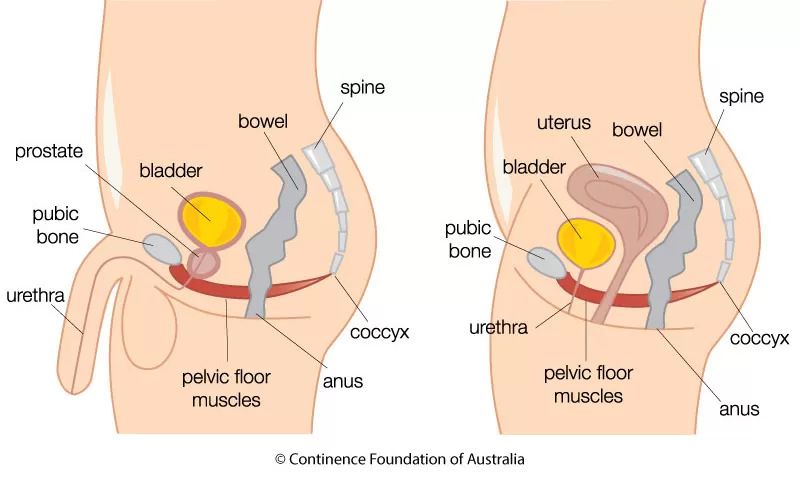 spine
bowel
prostate
bladder
pubic
bone
urethra
coccyx
pelvic floor
muscles
anus
spine
uterus
bowel
bladder
pubic
bone
urethra
coccyx
pelvic floor
muscles
anus
© Continence Foundation of Australia